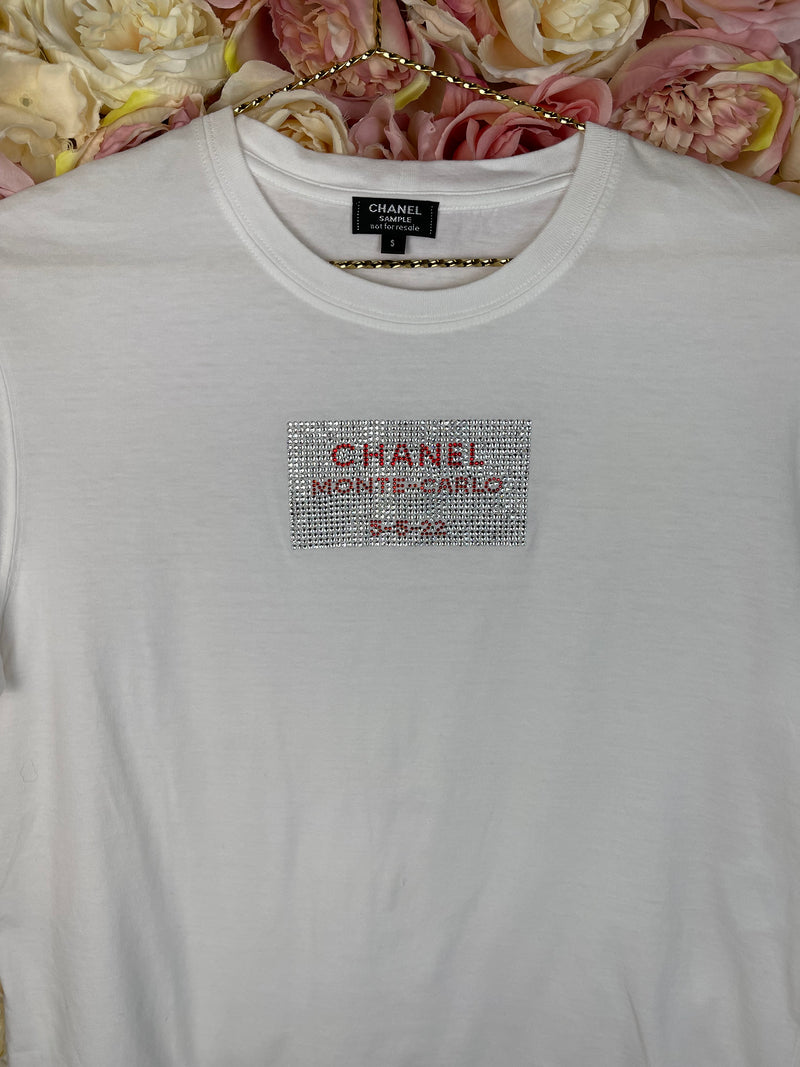 CHANEL
SAMPLE
not for resale
S
CHANEL
MONTE-CARLO
5-5-22